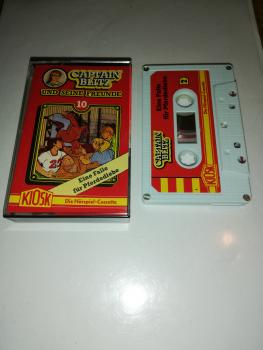 CAPTAIN
BLITZ
UND SEINE FREUNDE
10
Eine Falle
für Pferdediebe
KIOSK
Die Hörspiel-Cassette
CAPTAIN
BLITZ
Eine Falle
für Pferdediebe
2
KIOSK